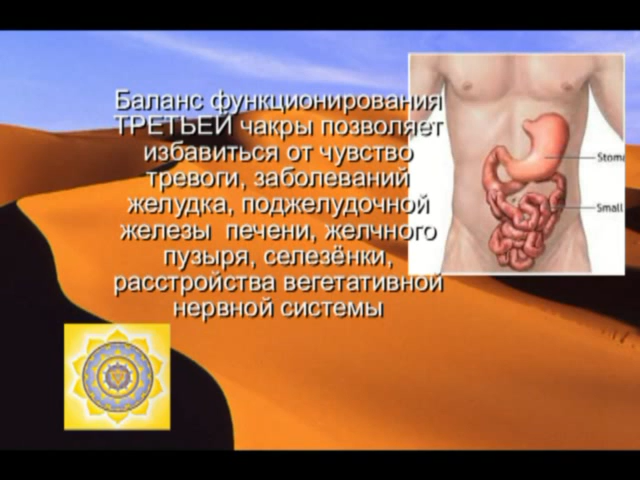 Баланс функционирования
ТРЕТЬЕЙ чакры позволяет
избавиться от чувство
тревоги, заболеваний
желудка, поджелудочной
железы печени, желчного
пузыря, селезёнки,
расстройства вегетативной
нервной системы
Stoma
Small